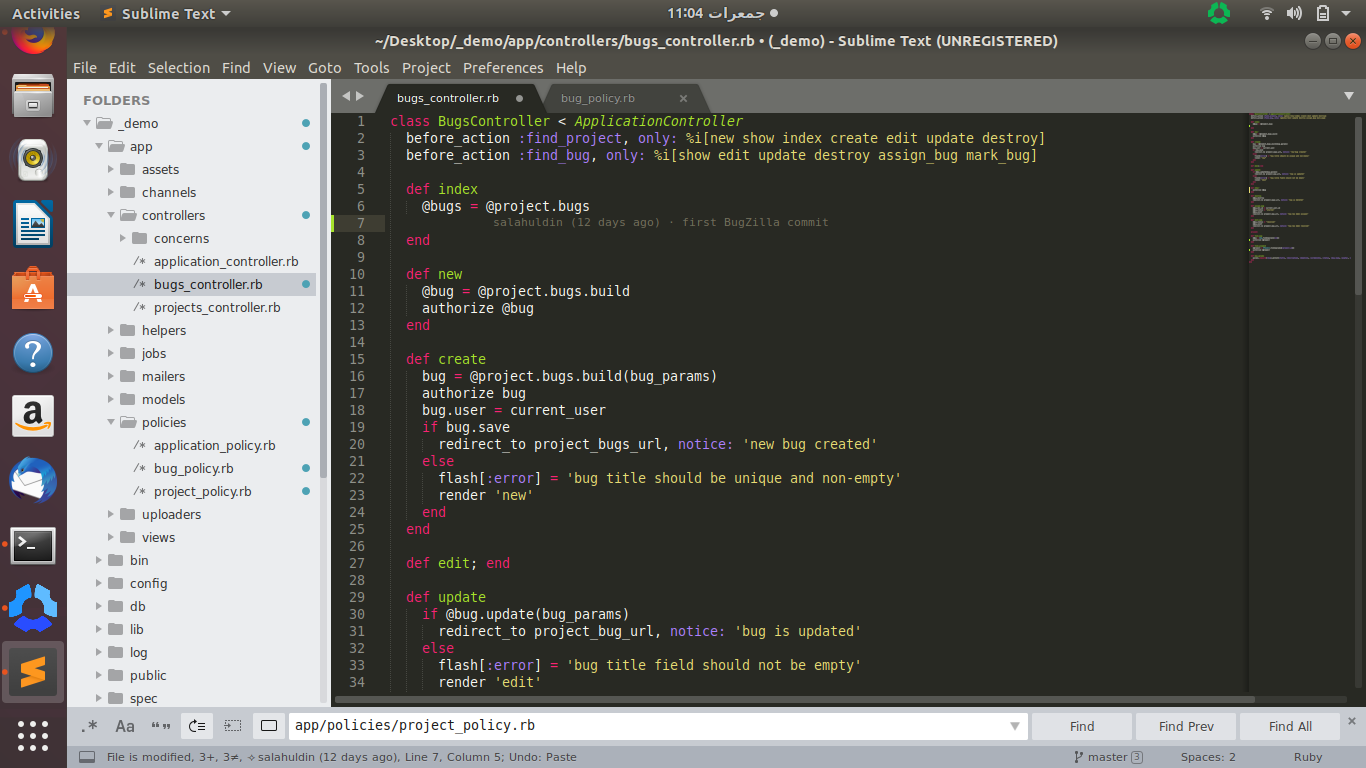 Activities
Sublime Text
جمعرات 11:04
~/Desktop/_demo/app/controllers/bugs_controller.rb • (_demo) - Sublime Text (UNREGISTERED)
File Edit Selection Find View Goto Tools Project Preferences Help
FOLDERS
_demo
app
assets
channels
controllers
concerns
/* application_controller.rb
/* bugs_controller.rb
/* projects_controller.rb
helpers
jobs
mailers
models
policies
/* application_policy.rb
/* bug_policy.rb
/* project_policy.rb
uploaders
views
bin
config
db
lib
log
public
spec
bugs_controller.rb
bug_policy.rb ×
1 class BugsController < ApplicationController
2 before_action :find_project, only: %i[new show index create edit update destroy]
3 before_action :find_bug, only: %i[show edit update destroy assign_bug mark_bug]
4
5 def index
6 @bugs = @project.bugs
7 salahuldin (12 days ago) · first BugZilla commit
8 end
9
10 def new
11 @bug = @project.bugs.build
12 authorize @bug
13 end
14
15 def create
16 bug = @project.bugs.build(bug_params)
17 authorize bug
18 bug.user = current_user
19 if bug.save
20 redirect_to project_bugs_url, notice: 'new bug created'
21 else
22 flash[:error] = 'bug title should be unique and non-empty'
23 render 'new'
24 end
25 end
26
27 def edit; end
28
29 def update
30 if @bug.update(bug_params)
31 redirect_to project_bug_url, notice: 'bug is updated'
32 else
33 flash[:error] = 'bug title field should not be empty'
34 render 'edit'
.* Aa “” app/policies/project_policy.rb Find Find Prev Find All ×
File is modified, 3+, 3≠, salahuldin (12 days ago), Line 7, Column 5; Undo: Paste
master 3
Spaces: 2
Ruby